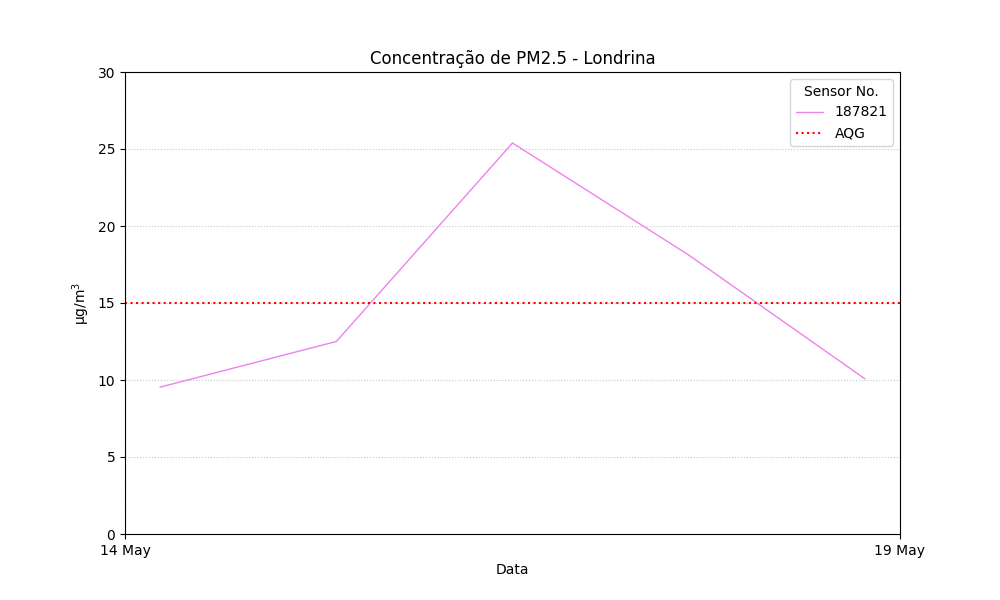 Concentração de PM2.5 - Londrina
30
25
20
15
10
5
0
µg/m³
Sensor No.
187821
AQG
14 May
19 May
Data